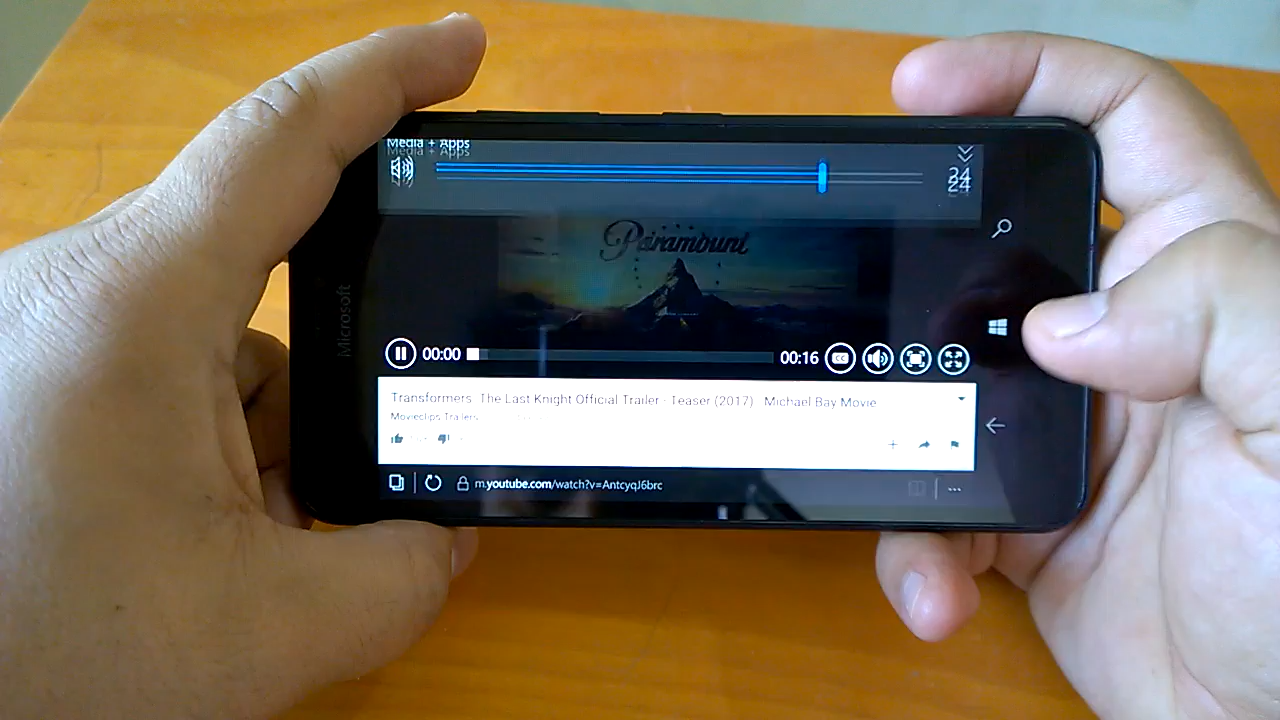 Media + Apps
24
Paramount
Microsoft
00:00
00:16
CC
Transformers: The Last Knight Official Trailer - Teaser (2017) - Michael Bay Movie
Movieclips Trailers
m.youtube.com/watch?v=AntcyqJ6brc